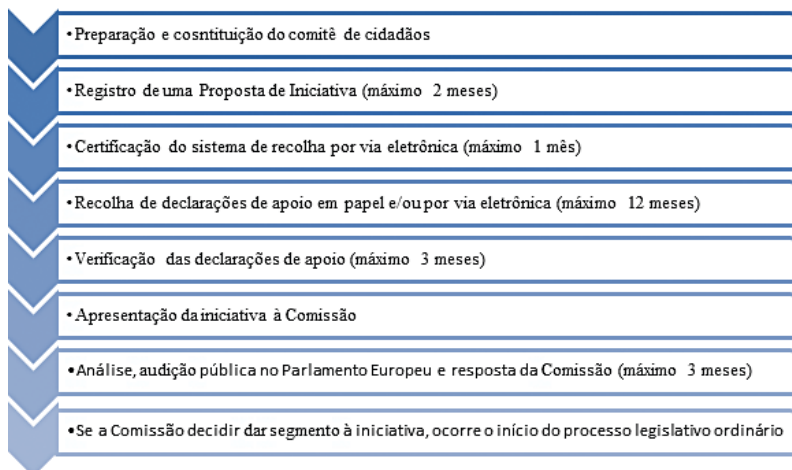 •Preparação e cosntituição do comitê de cidadãos
•Registro de uma Proposta de Iniciativa (máximo 2 meses)
•Certificação do sistema de recolha por via eletrônica (máximo 1 mês)
•Recolha de declarações de apoio em papel e/ou por via eletrônica (máximo 12 meses)
•Verificação das declarações de apoio (máximo 3 meses)
•Apresentação da iniciativa à Comissão
•Análise, audição pública no Parlamento Europeu e resposta da Comissão (máximo 3 meses)
•Se a Comissão decidir dar segmento à iniciativa, ocorre o início do processo legislativo ordinário